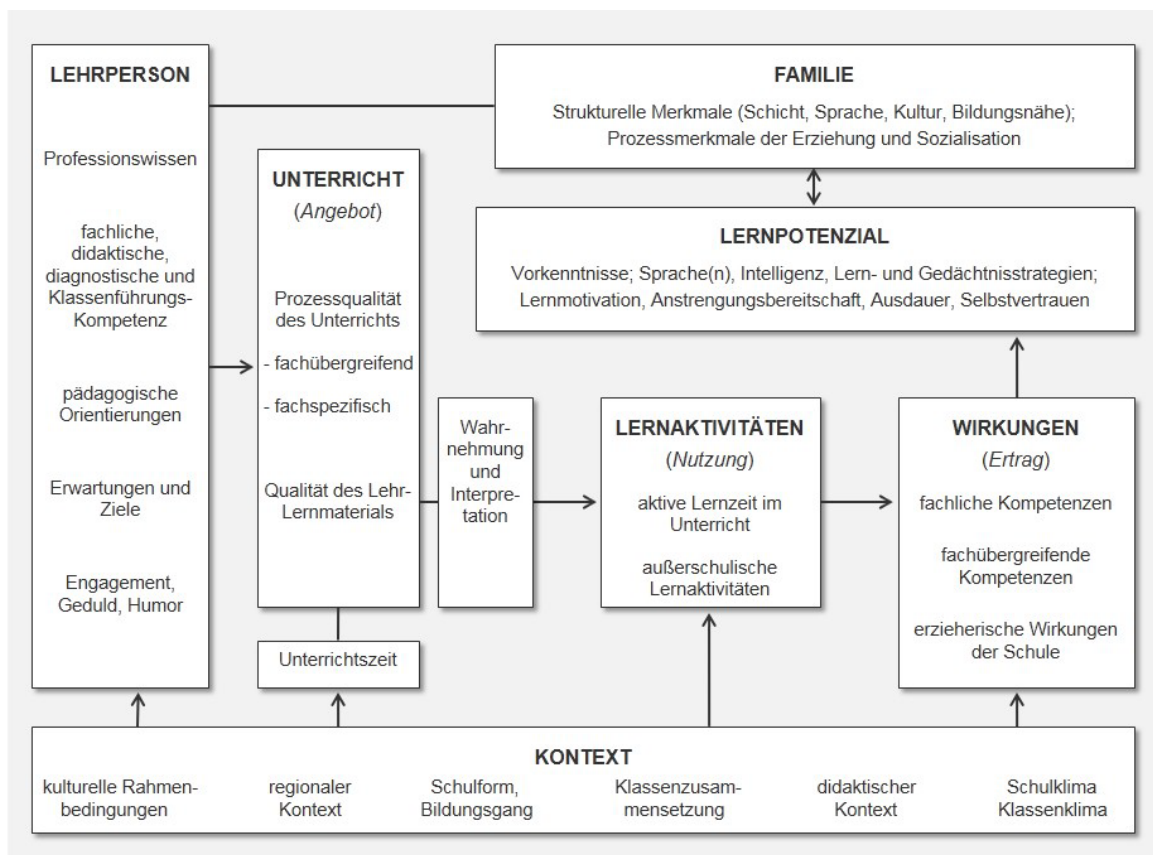 LEHRPERSON
Professionswissen
fachliche,
didaktische,
diagnostische und
Klassenführungs-
Kompetenz
pädagogische
Orientierungen
Erwartungen und
Ziele
Engagement,
Geduld, Humor
UNTERRICHT
(Angebot)
Prozessqualität
des Unterrichts
- fachübergreifend
- fachspezifisch
Qualität des Lehr-
Lernmaterials
Unterrichtszeit
FAMILIE
Strukturelle Merkmale (Schicht, Sprache, Kultur, Bildungsnähe);
Prozessmerkmale der Erziehung und Sozialisation
LERNPOTENZIAL
Vorkenntnisse; Sprache(n), Intelligenz, Lern- und Gedächtnisstrategien;
Lernmotivation, Anstrengungsbereitschaft, Ausdauer, Selbstvertrauen
Wahr-
nehmung
und
Interpre-
tation
LERNAKTIVITÄTEN
(Nutzung)
aktive Lernzeit im
Unterricht
außerschulische
Lernaktivitäten
WIRKUNGEN
(Ertrag)
fachliche Kompetenzen
fachübergreifende
Kompetenzen
erzieherische Wirkungen
der Schule
KONTEXT
kulturelle Rahmen-
bedingungen
regionaler
Kontext
Schulform,
Bildungsgang
Klassenzusam-
mensetzung
didaktischer
Kontext
Schulklima
Klassenklima